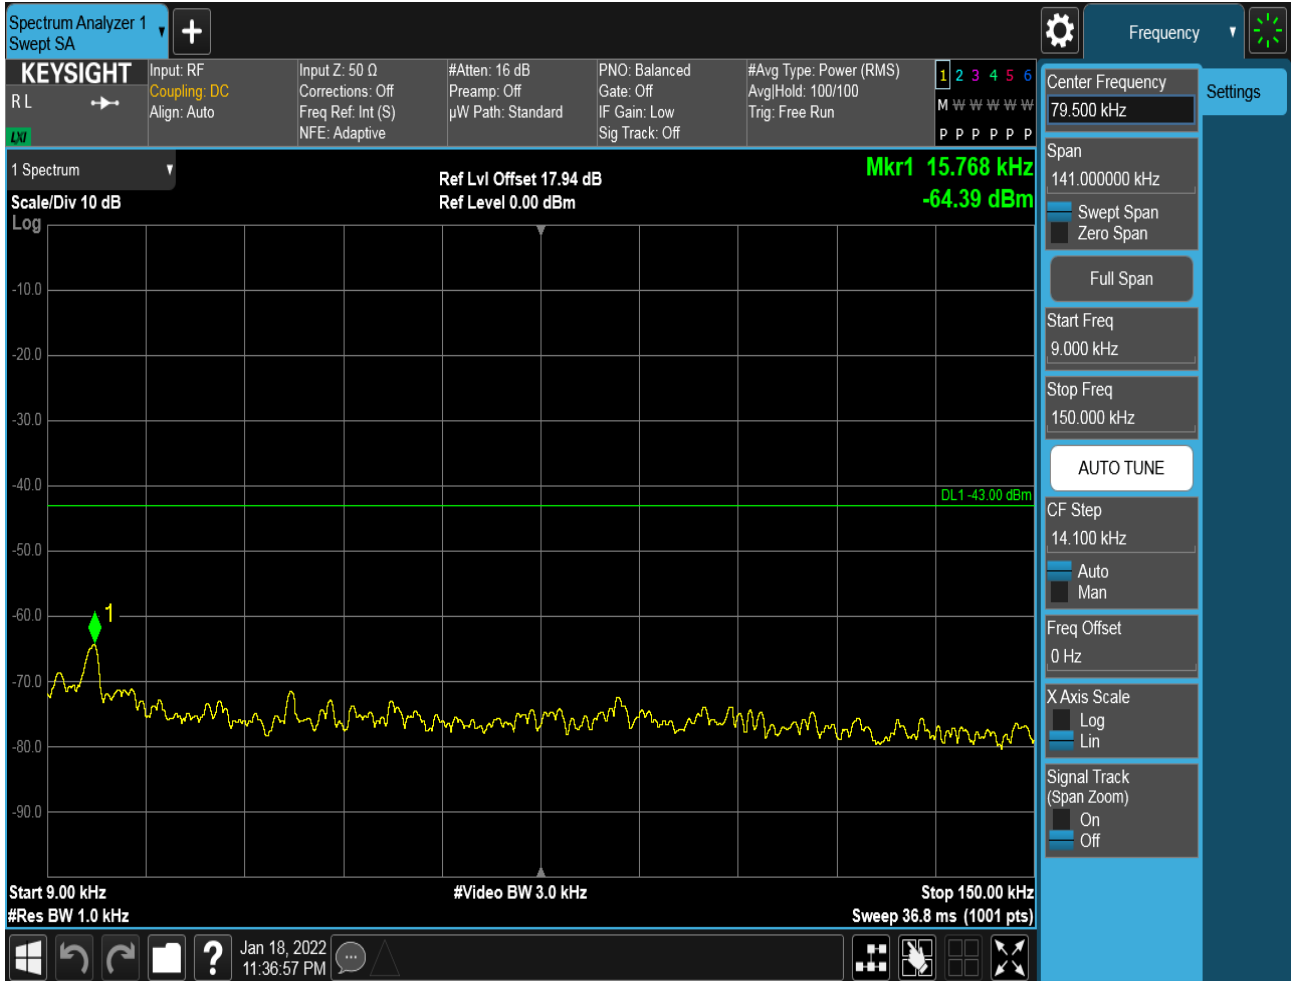 Spectrum Analyzer 1
Swept SA
Frequency
KEYSIGHT
R L
LXI
Input: RF
Coupling: DC
Align: Auto
Input Z: 50 Ω
Corrections: Off
Freq Ref: Int (S)
NFE: Adaptive
#Atten: 16 dB
Preamp: Off
µW Path: Standard
PNO: Balanced
Gate: Off
IF Gain: Low
Sig Track: Off
#Avg Type: Power (RMS)
Avg|Hold: 100/100
Trig: Free Run
1 2 3 4 5 6
M W W W W W
P P P P P P
1 Spectrum
Scale/Div 10 dB
Log
Ref Lvl Offset 17.94 dB
Ref Level 0.00 dBm
Mkr1 15.768 kHz
-64.39 dBm
-10.0
-20.0
-30.0
-40.0
DL1 -43.00 dBm
-50.0
-60.0
1
-70.0
-80.0
-90.0
Start 9.00 kHz
#Res BW 1.0 kHz
#Video BW 3.0 kHz
Stop 150.00 kHz
Sweep 36.8 ms (1001 pts)
Jan 18, 2022
11:36:57 PM
?
Center Frequency
79.500 kHz
Settings
Span
141.000000 kHz
Swept Span
Zero Span
Full Span
Start Freq
9.000 kHz
Stop Freq
150.000 kHz
AUTO TUNE
CF Step
14.100 kHz
Auto
Man
Freq Offset
0 Hz
X Axis Scale
Log
Lin
Signal Track
(Span Zoom)
On
Off